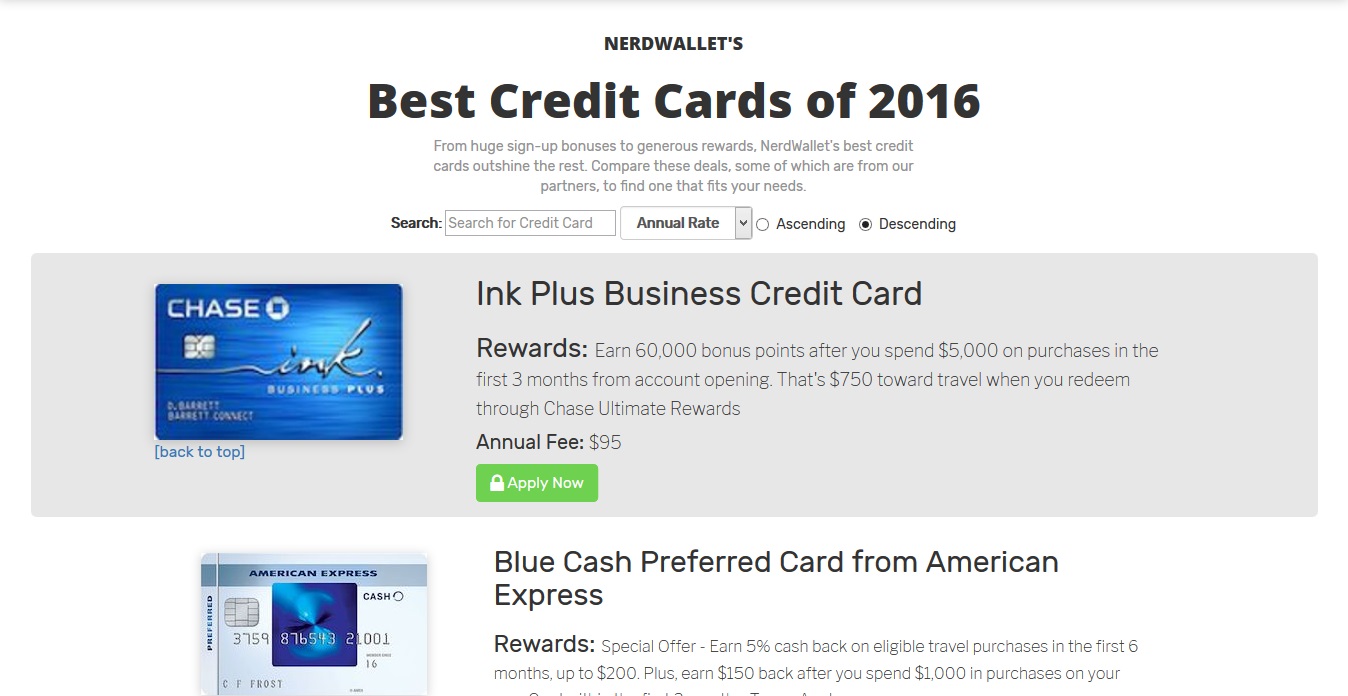 NERDWALLET'S
Best Credit Cards of 2016
From huge sign-up bonuses to generous rewards, NerdWallet's best credit
cards outshine the rest. Compare these deals, some of which are from our
partners, to find one that fits your needs.
Search: Search for Credit Card Annual Rate Ascending Descending
CHASE
ink
BUSINESS PLUS
D. BARRETT
BARRETT CONNECT
[back to top]
Ink Plus Business Credit Card
Rewards: Earn 60,000 bonus points after you spend $5,000 on purchases in the
first 3 months from account opening. That's $750 toward travel when you redeem
through Chase Ultimate Rewards
Annual Fee: $95
Apply Now
AMERICAN EXPRESS
PREFERRED
CASH
3759 876543 21001
MEMBER SINCE
16
C F FROST
Blue Cash Preferred Card from American
Express
Rewards: Special Offer - Earn 5% cash back on eligible travel purchases in the first 6
months, up to $200. Plus, earn $150 back after you spend $1,000 in purchases on your